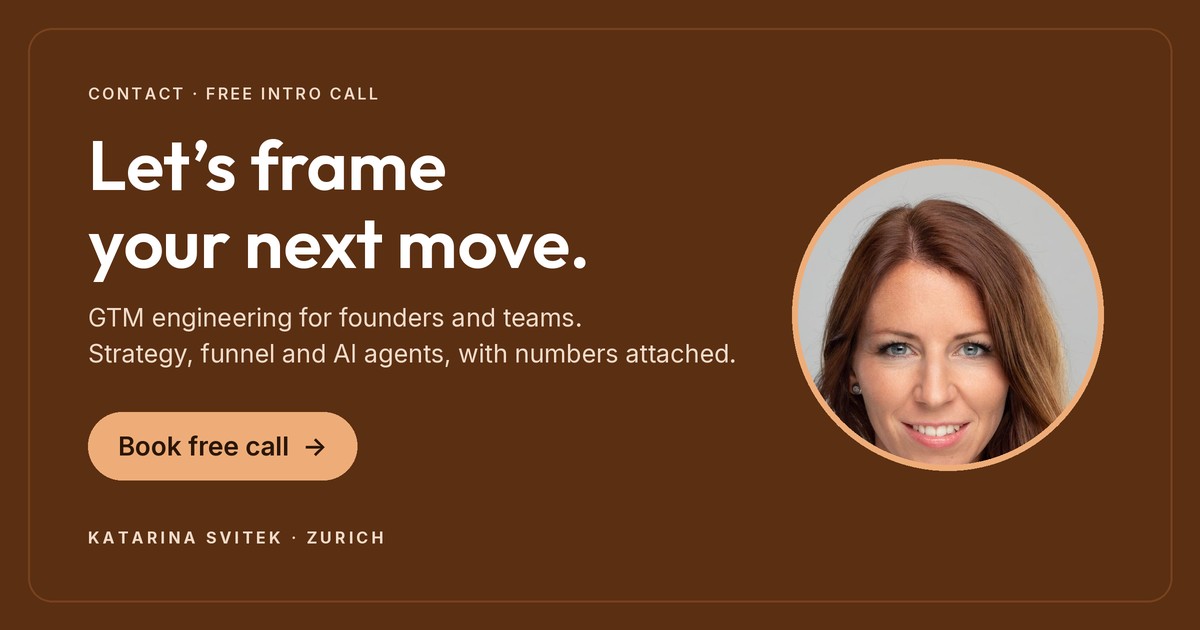 CONTACT · FREE INTRO CALL
Let’s frame
your next move.
GTM engineering for founders and teams.
Strategy, funnel and AI agents, with numbers attached.
Book free call →
KATARINA SVITEK · ZURICH